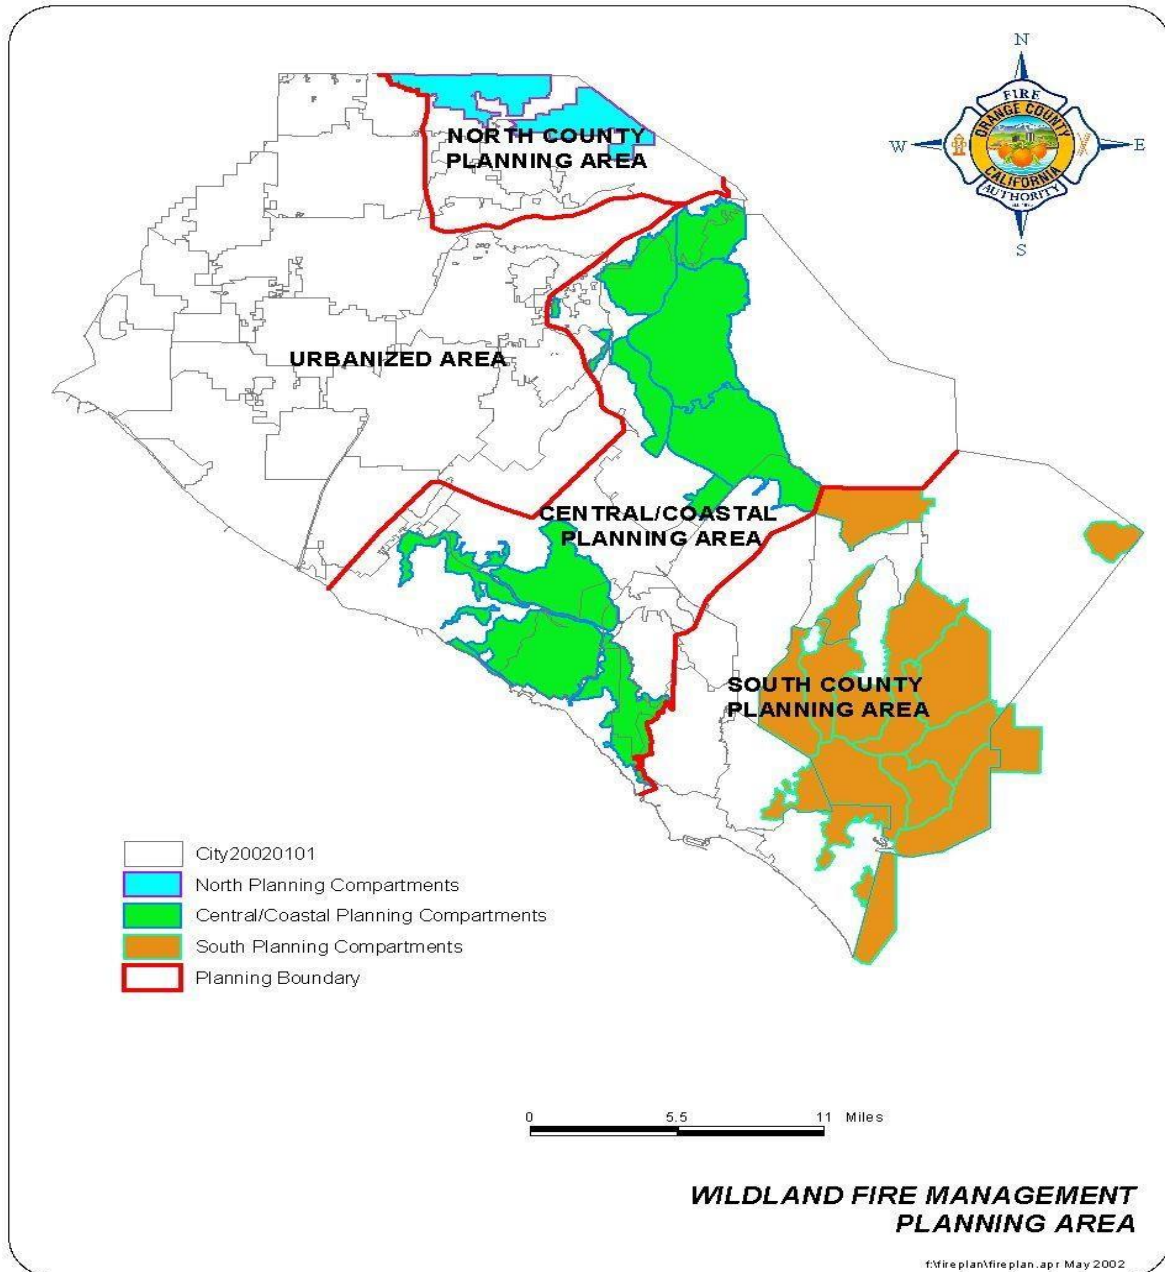 N
FIRE
ORANGE COUNTY
W
E
CALIFORNIA
AUTHORITY
S
NORTH COUNTY
PLANNING AREA
URBANIZED AREA
CENTRAL/COASTAL
PLANNING AREA
SOUTH COUNTY
PLANNING AREA
City20020101
North Planning Compartments
Central/Coastal Planning Compartments
South Planning Compartments
Planning Boundary
0 5.5 11 Miles
WILDLAND FIRE MANAGEMENT
PLANNING AREA
f:\fireplan\fireplan.apr May 2002